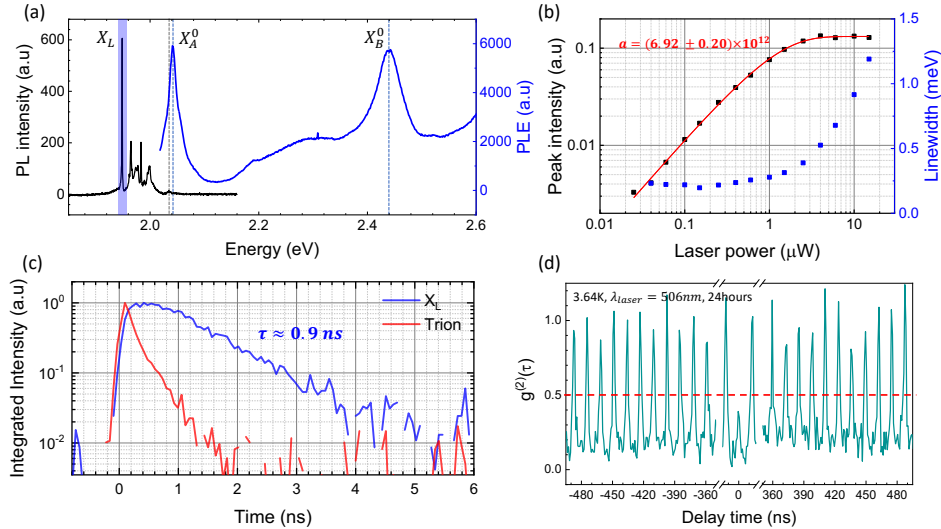 (a)
X_L
X_A^0
X_B^0
600
400
200
0
PL intensity (a.u)
6000
4000
2000
0
PLE (a.u)
2.0
2.2
2.4
2.6
Energy (eV)
(b)
a = (6.92 ± 0.20)×10^12
0.1
0.01
Peak intensity (a.u)
1.5
1.0
0.5
0.0
Linewidth (meV)
0.01
0.1
1
10
Laser power (μW)
(c)
X_L
Trion
τ ≈ 0.9 ns
10^0
10^-1
10^-2
Integrated Intensity (a.u)
0
1
2
3
4
5
6
Time (ns)
(d)
3.64K, λ_laser = 506nm, 24hours
1.0
0.5
0.0
g^(2)(τ)
-480
-450
-420
-390
-360
0
360
390
420
450
480
Delay time (ns)